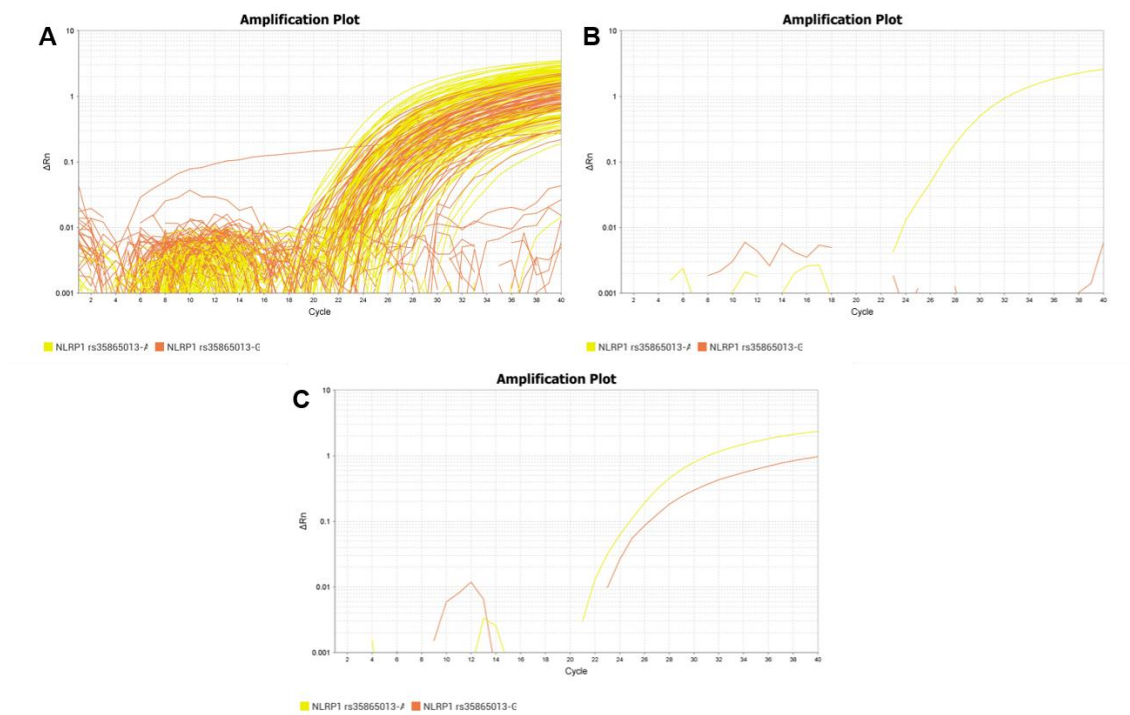 Amplification Plot
A
10
1
0.1
0.01
0.001
ΔRn
2 4 6 8 10 12 14 16 18 20 22 24 26 28 30 32 34 36 38 40
Cycle
NLRP1 rs35865013-A NLRP1 rs35865013-G
Amplification Plot
B
10
1
0.1
0.01
0.001
ΔRn
2 4 6 8 10 12 14 16 18 20 22 24 26 28 30 32 34 36 38 40
Cycle
NLRP1 rs35865013-A NLRP1 rs35865013-G
Amplification Plot
C
10
1
0.1
0.01
0.001
ΔRn
2 4 6 8 10 12 14 16 18 20 22 24 26 28 30 32 34 36 38 40
Cycle
NLRP1 rs35865013-A NLRP1 rs35865013-G